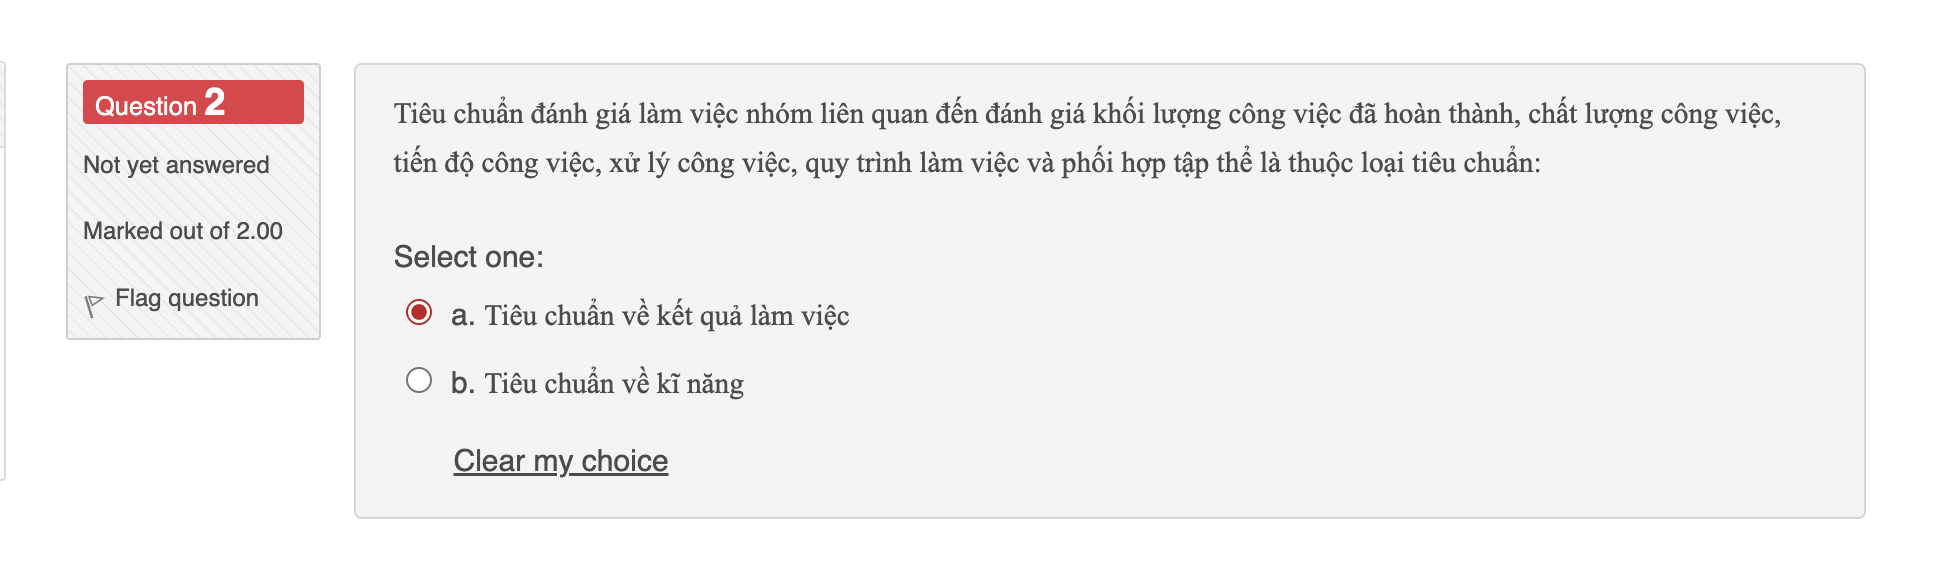 Question 2
Not yet answered
Marked out of 2.00
Flag question
Tiêu chuẩn đánh giá làm việc nhóm liên quan đến đánh giá khối lượng công việc đã hoàn thành, chất lượng công việc,
tiến độ công việc, xử lý công việc, quy trình làm việc và phối hợp tập thể là thuộc loại tiêu chuẩn:
Select one:
a. Tiêu chuẩn về kết quả làm việc
b. Tiêu chuẩn về kĩ năng
Clear my choice